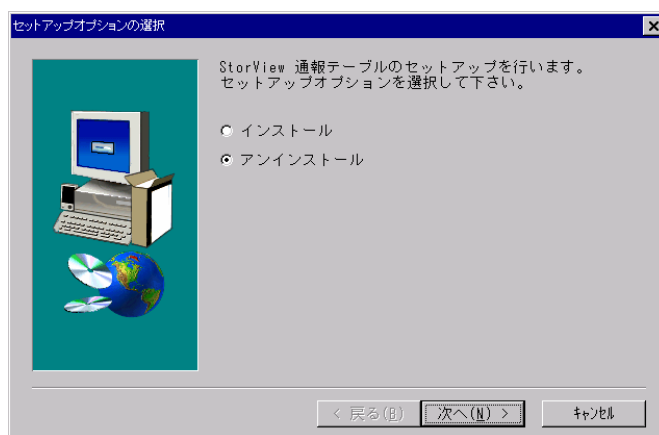 セットアップオプションの選択
StorView 通報テーブルのセットアップを行います。
セットアップオプションを選択して下さい。
インストール
アンインストール
< 戻る(B) 次へ(N) > ｷｬﾝｾﾙ